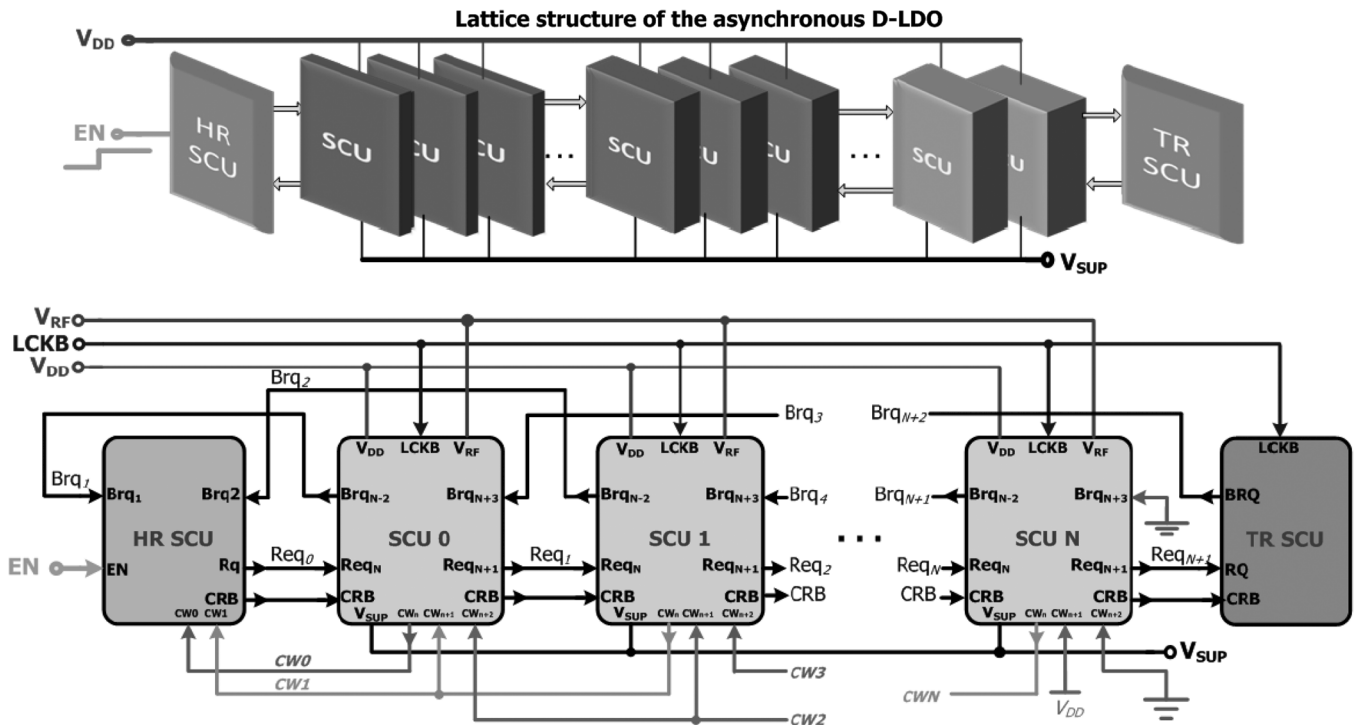 Lattice structure of the asynchronous D-LDO
VDD
EN
HR SCU
SCU
SCU
SCU
...
SCU
SCU
SCU
...
SCU
SCU
TR SCU
VSUP
VRF
LCKB
VDD
Brq2
Brq3
BrqN+2
VDD LCKB VRF
VDD LCKB VRF
VDD LCKB VRF
LCKB
Brq1
Brq1 Brq2
BrqN-2 BrqN+3
BrqN-2 BrqN+3
Brq4
BrqN+1
BrqN-2 BrqN+3
BRQ
HR SCU
SCU 0
SCU 1
...
SCU N
TR SCU
EN
EN Rq
Req0
ReqN ReqN+1
Req1
ReqN ReqN+1
Req2
ReqN
ReqN ReqN+1
ReqN+1
RQ
CRB
CRB CRB
CRB CRB
CRB
CRB
CRB CRB
CRB
CW0 CW1
VSUP CWn CWn+1 CWn+2
VSUP CWn CWn+1 CWn+2
VSUP CWn CWn+1 CWn+2
VSUP
CW0
CW1
CW3
CW2
CWN
VDD